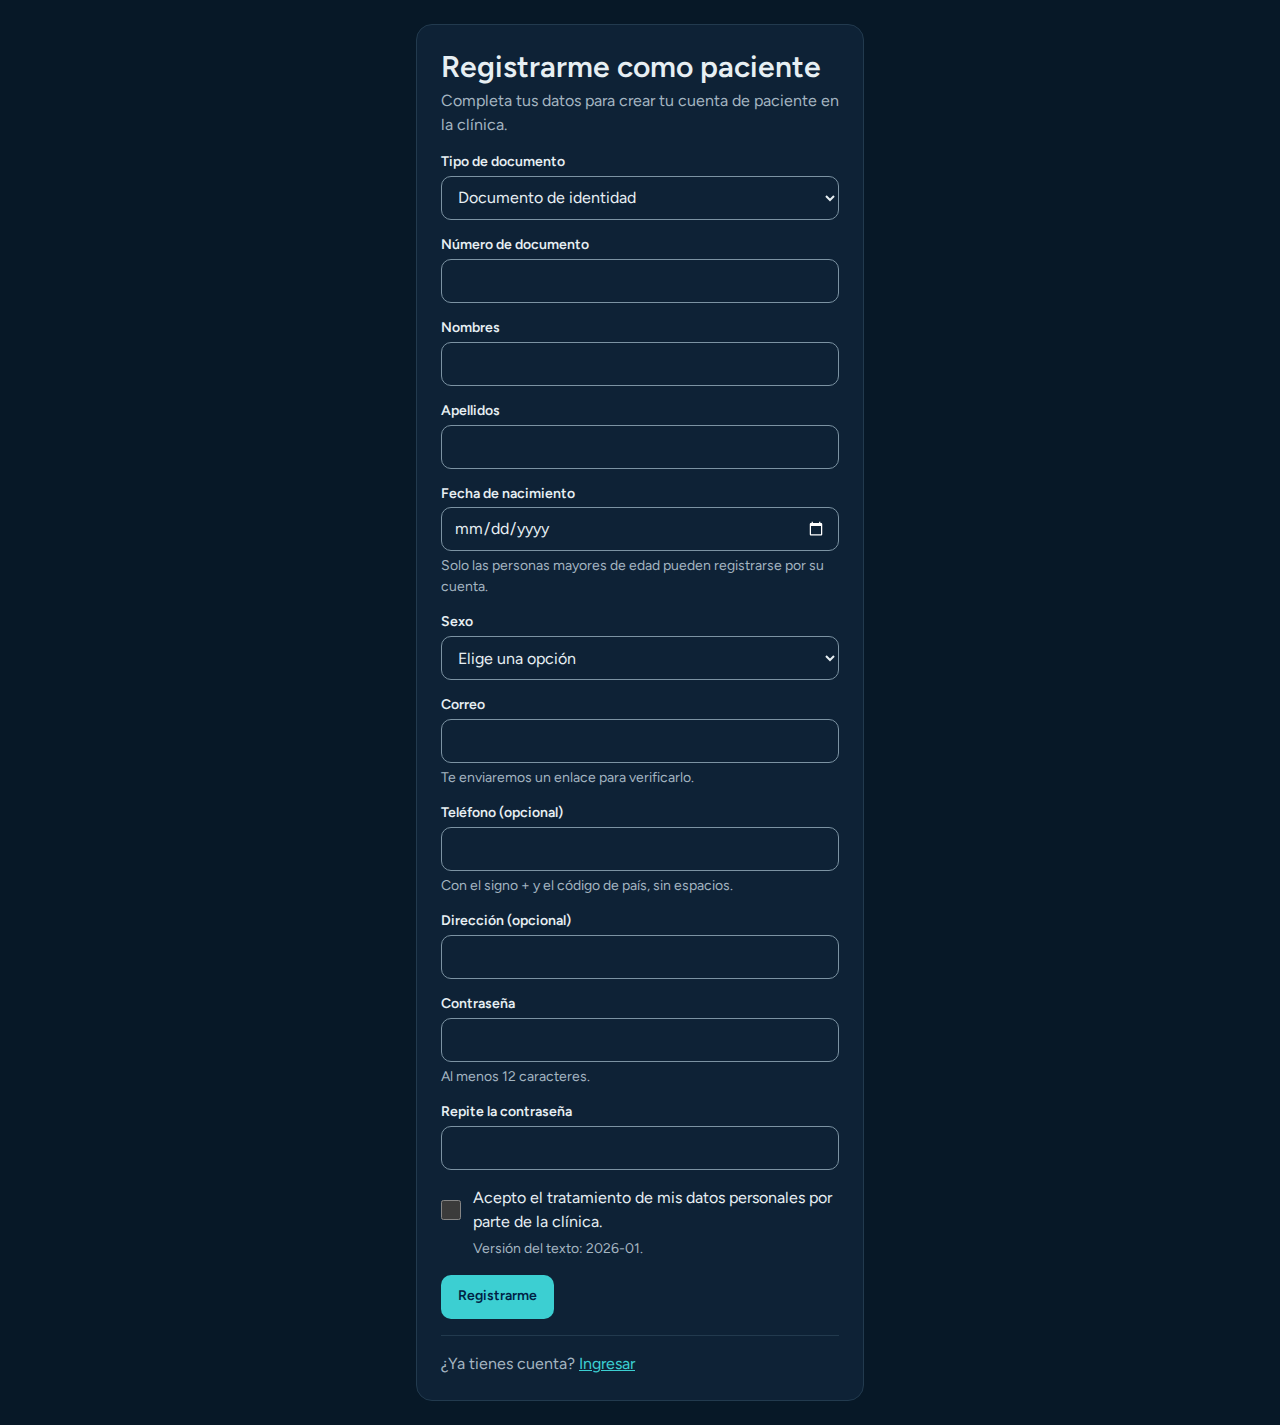 Registrarme como paciente
Completa tus datos para crear tu cuenta de paciente en
la clínica.
Tipo de documento
Documento de identidad
Número de documento
Nombres
Apellidos
Fecha de nacimiento
mm/dd/yyyy
Solo las personas mayores de edad pueden registrarse por su
cuenta.
Sexo
Elige una opción
Correo
Te enviaremos un enlace para verificarlo.
Teléfono (opcional)
Con el signo + y el código de país, sin espacios.
Dirección (opcional)
Contraseña
Al menos 12 caracteres.
Repite la contraseña
Acepto el tratamiento de mis datos personales por
parte de la clínica.
Versión del texto: 2026-01.
Registrarme
¿Ya tienes cuenta? Ingresar